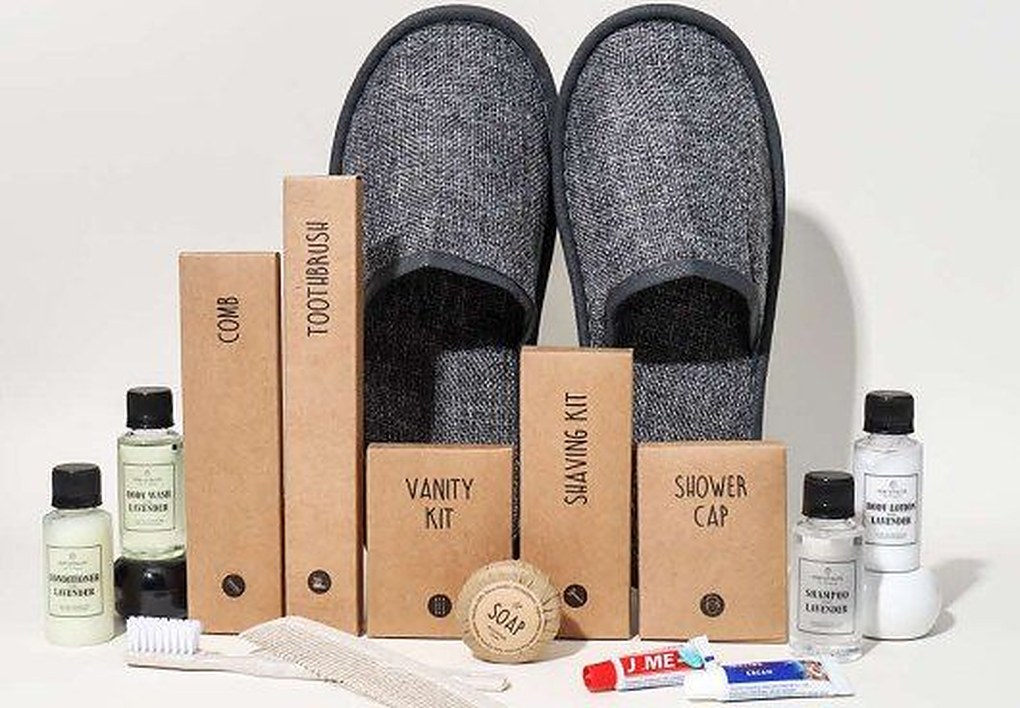 COMB
TOOTHBRUSH
VANITY
KIT
SHAVING KIT
SHOWER
CAP
SOAP
CONDITIONER
LAVENDER
BODY WASH
LAVENDER
BODY LOTION
LAVENDER
SHAMPOO
LAVENDER
J ME
CREAM